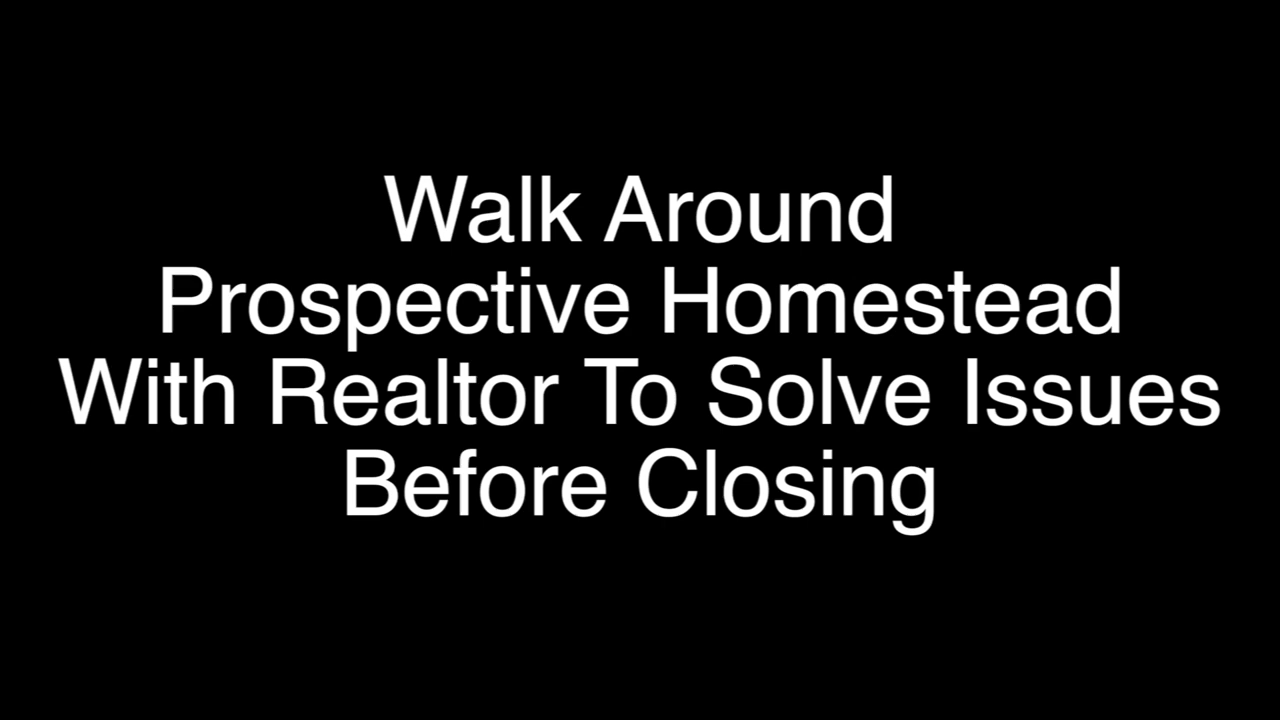 Walk Around
Prospective Homestead
With Realtor To Solve Issues
Before Closing